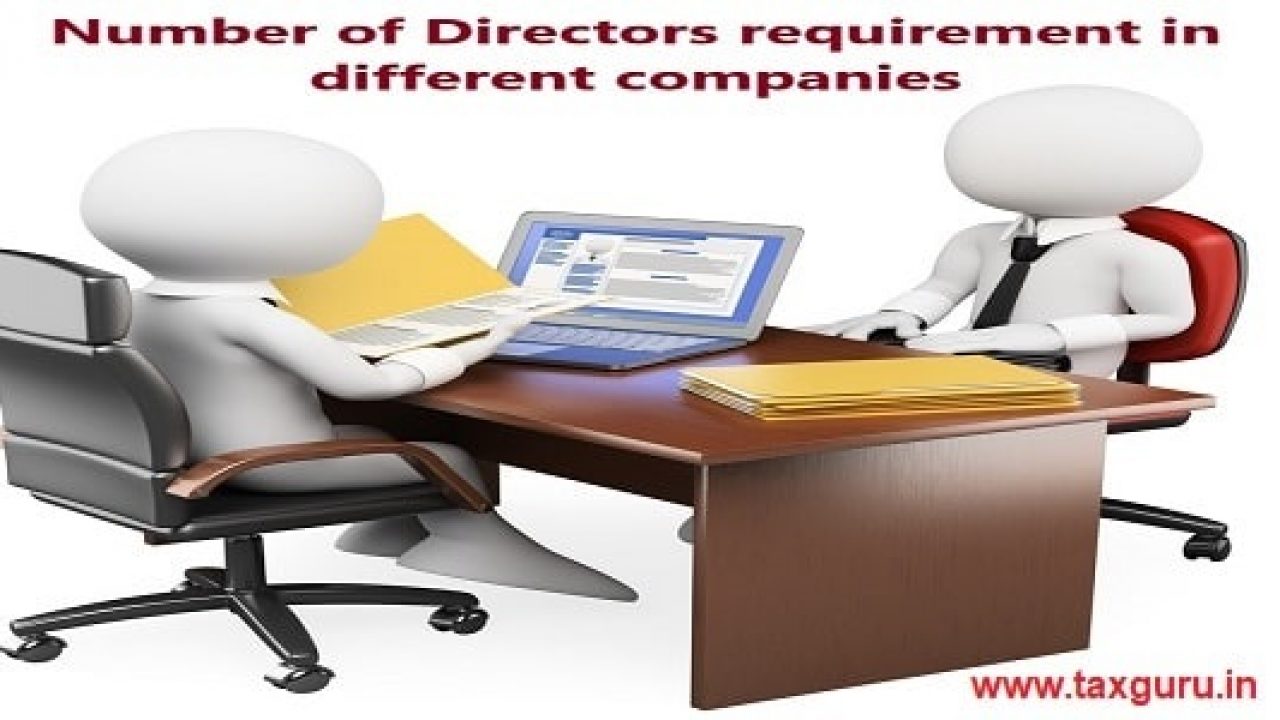 Number of Directors requirement in
different companies
www.taxguru.in